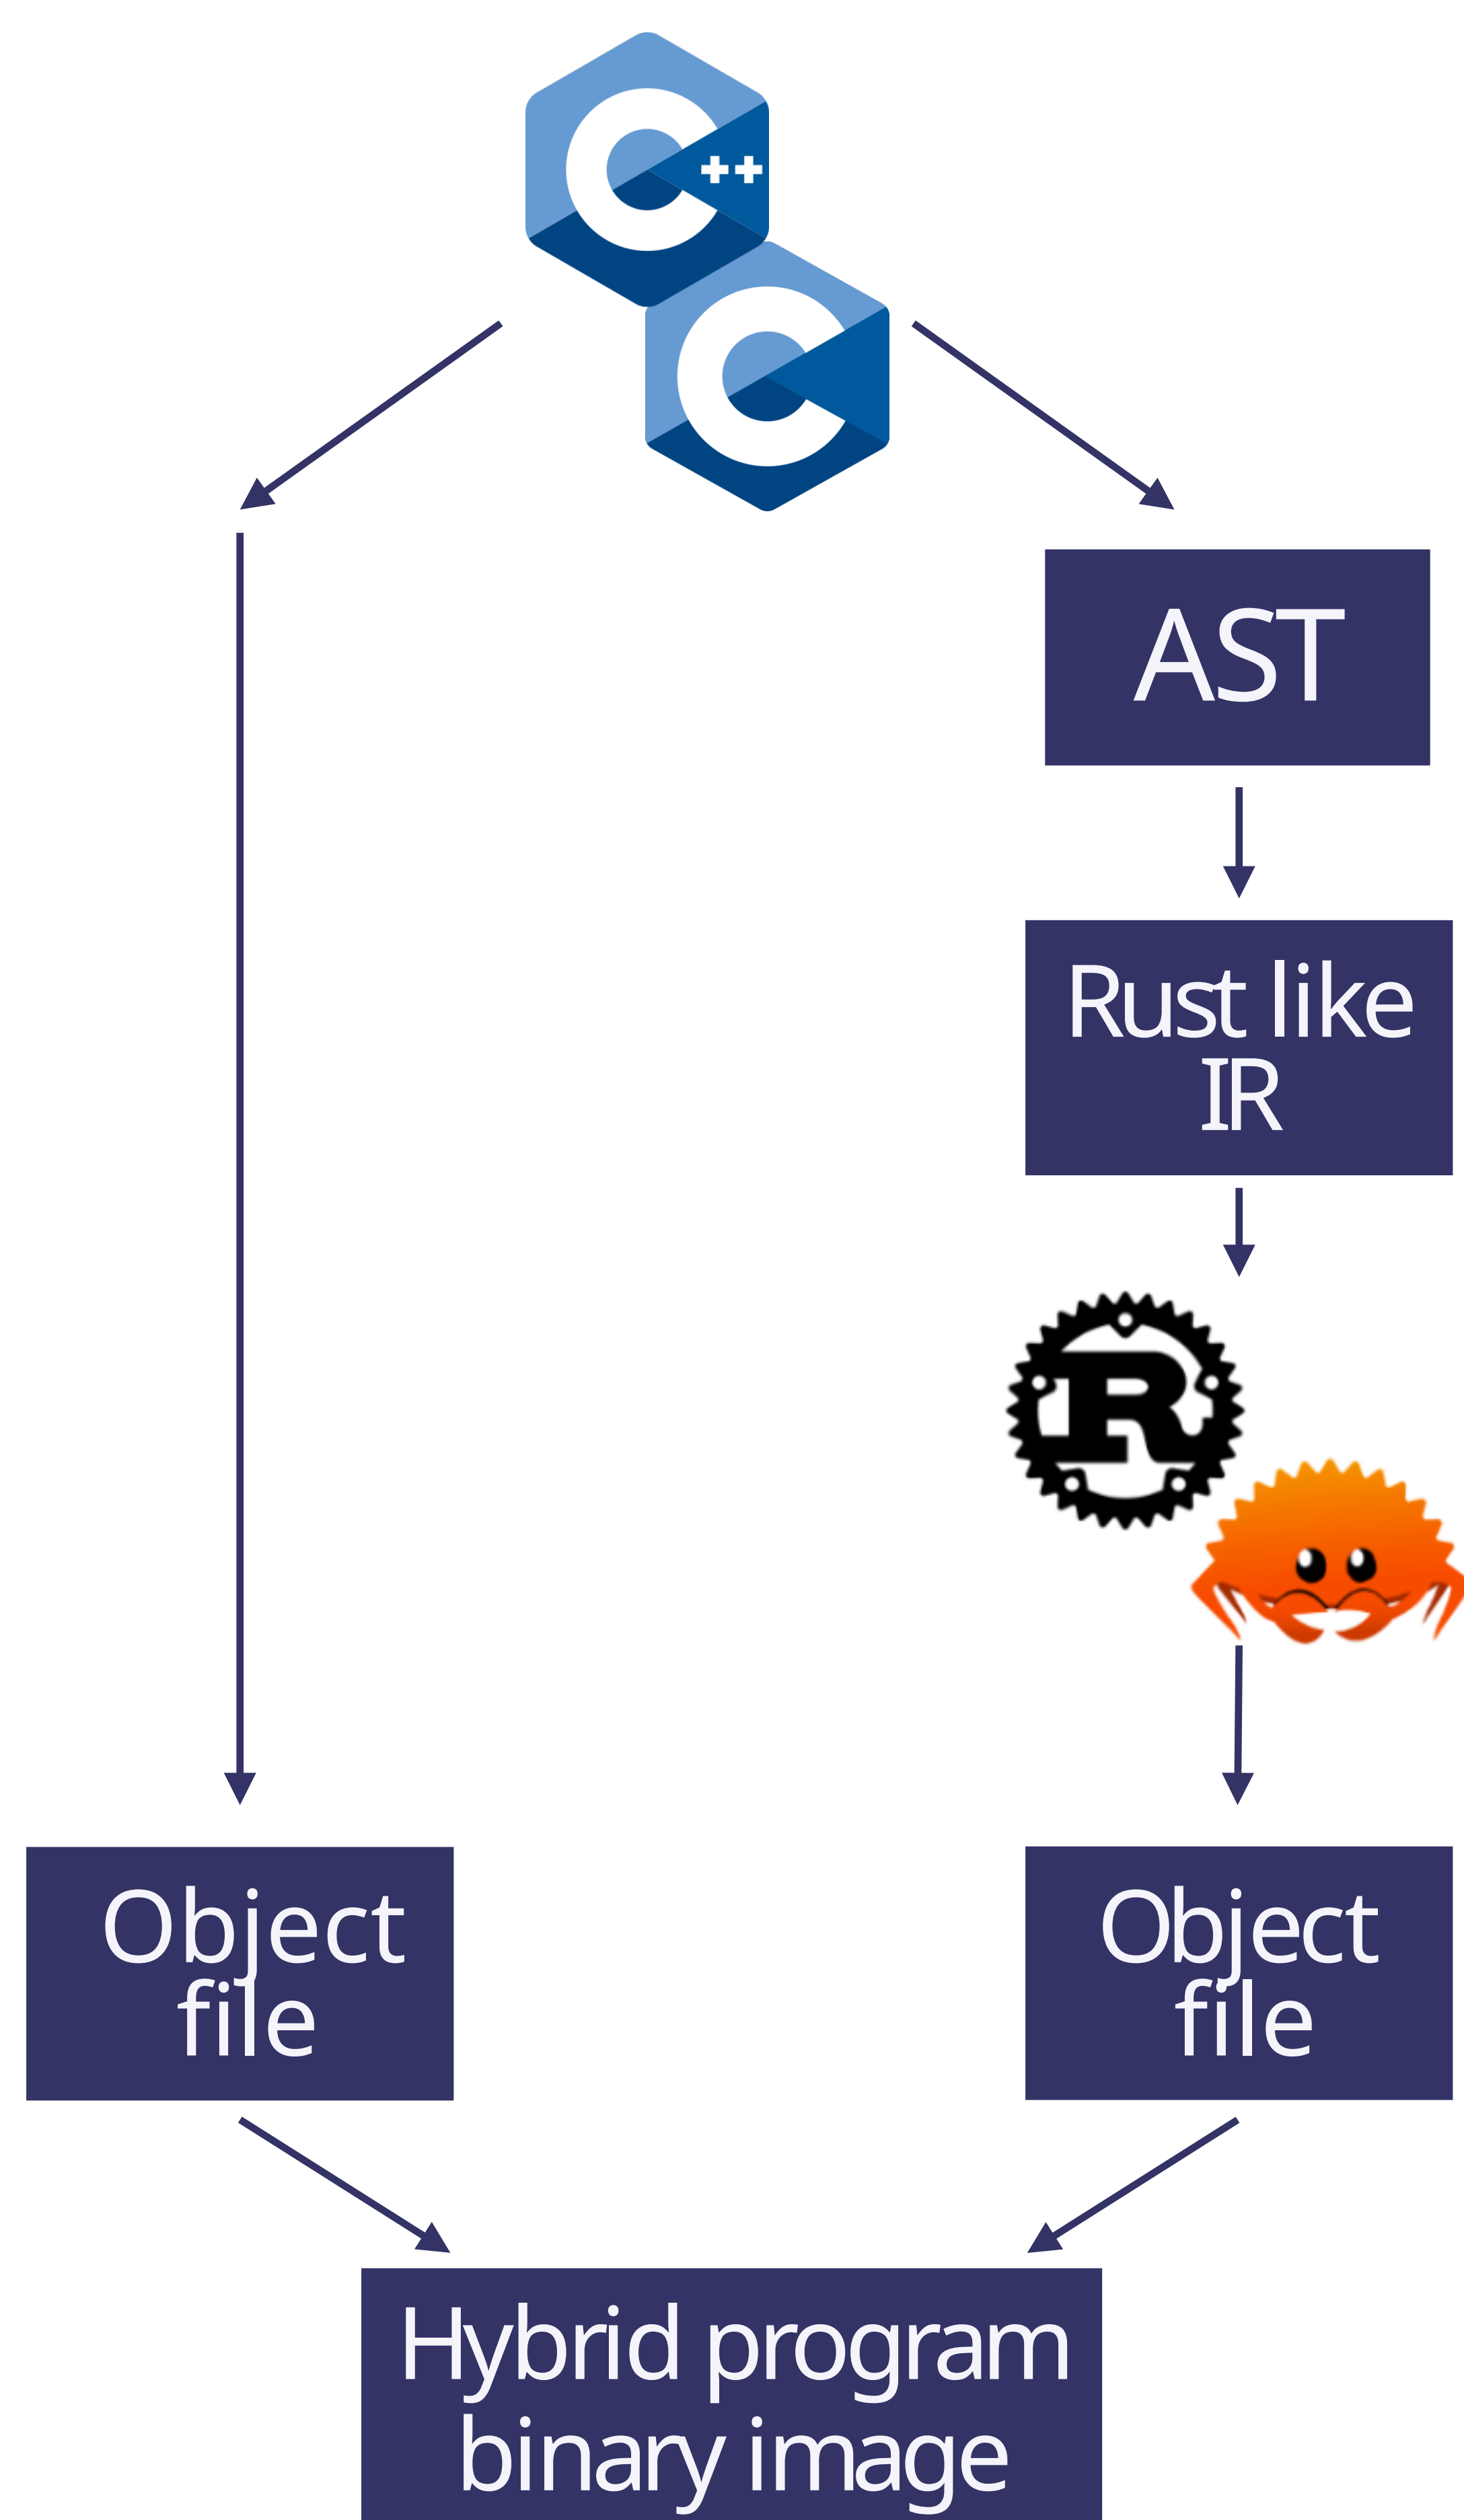 C++
C
AST
Rust like
IR
R
Object
file
Object
file
Hybrid program
binary image